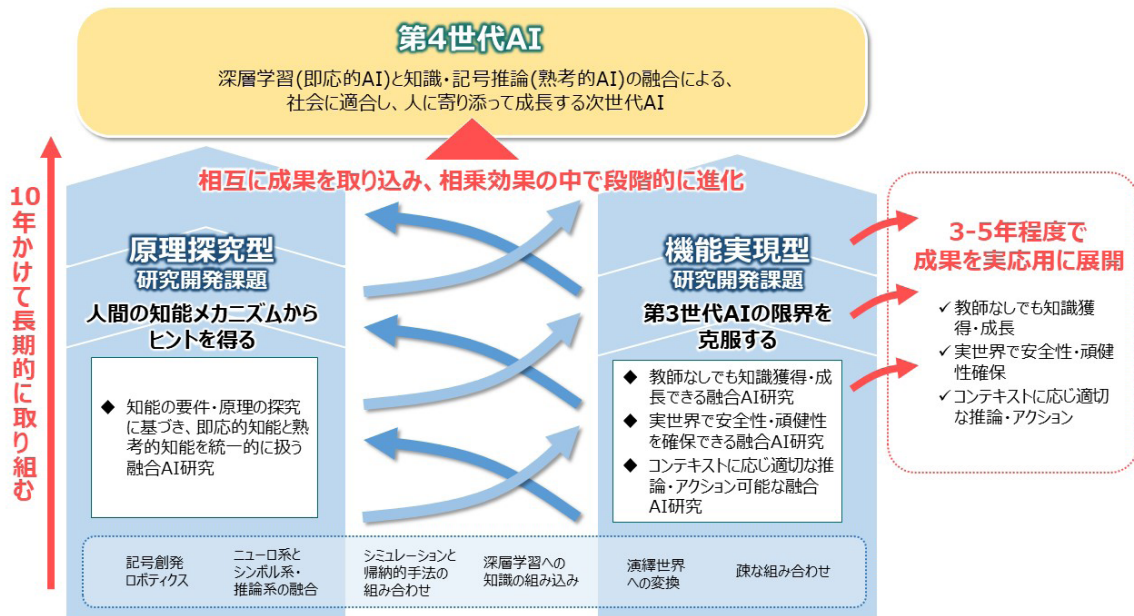 第4世代AI
深層学習(即応的AI)と知識・記号推論(熟考的AI)の融合による、
社会に適合し、人に寄り添って成長する次世代AI
相互に成果を取り込み、相乗効果の中で段階的に進化
10年かけて長期的に取り組む
原理探究型
研究開発課題
人間の知能メカニズムから
ヒントを得る
◆ 知能の要件・原理の探究
に基づき、即応的知能と熟
考的知能を統一的に扱う
融合AI研究
機能実現型
研究開発課題
第3世代AIの限界を
克服する
◆ 教師なしでも知識獲得・成
長できる融合AI研究
◆ 実世界で安全性・頑健性
を確保できる融合AI研究
◆ コンテキストに応じ適切な推
論・アクション可能な融合
AI研究
3-5年程度で
成果を実応用に展開
✓教師なしでも知識獲
得・成長
✓実世界で安全性・頑健
性確保
✓コンテキストに応じ適切
な推論・アクション
記号創発
ロボティクス
ニューロ系と
シンボル系・
推論系の融合
シミュレーションと
帰納的手法の
組み合わせ
深層学習への
知識の組み込み
演繹世界
への変換
疎な組み合わせ